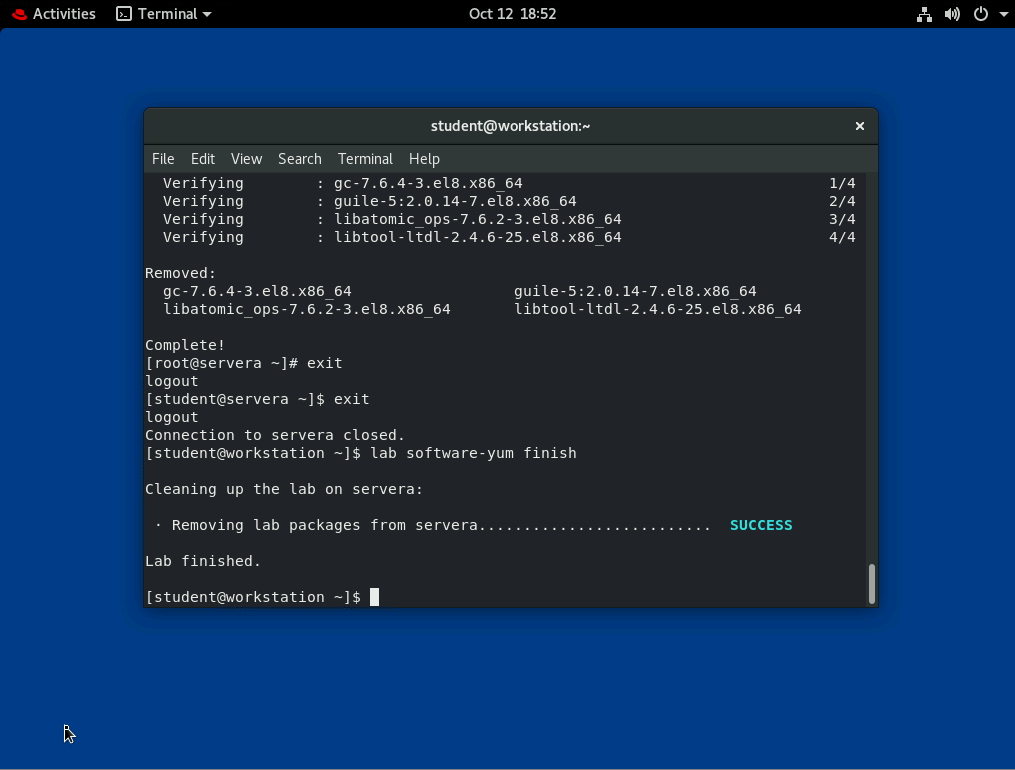 Activities Terminal Oct 12 18:52
student@workstation:~
File Edit View Search Terminal Help
Verifying : gc-7.6.4-3.el8.x86_64 1/4
Verifying : guile-5:2.0.14-7.el8.x86_64 2/4
Verifying : libatomic_ops-7.6.2-3.el8.x86_64 3/4
Verifying : libtool-ltdl-2.4.6-25.el8.x86_64 4/4
Removed:
gc-7.6.4-3.el8.x86_64 guile-5:2.0.14-7.el8.x86_64
libatomic_ops-7.6.2-3.el8.x86_64 libtool-ltdl-2.4.6-25.el8.x86_64
Complete!
[root@servera ~]# exit
logout
[student@servera ~]$ exit
logout
Connection to servera closed.
[student@workstation ~]$ lab software-yum finish
Cleaning up the lab on servera:
· Removing lab packages from servera.......................... SUCCESS
Lab finished.
[student@workstation ~]$